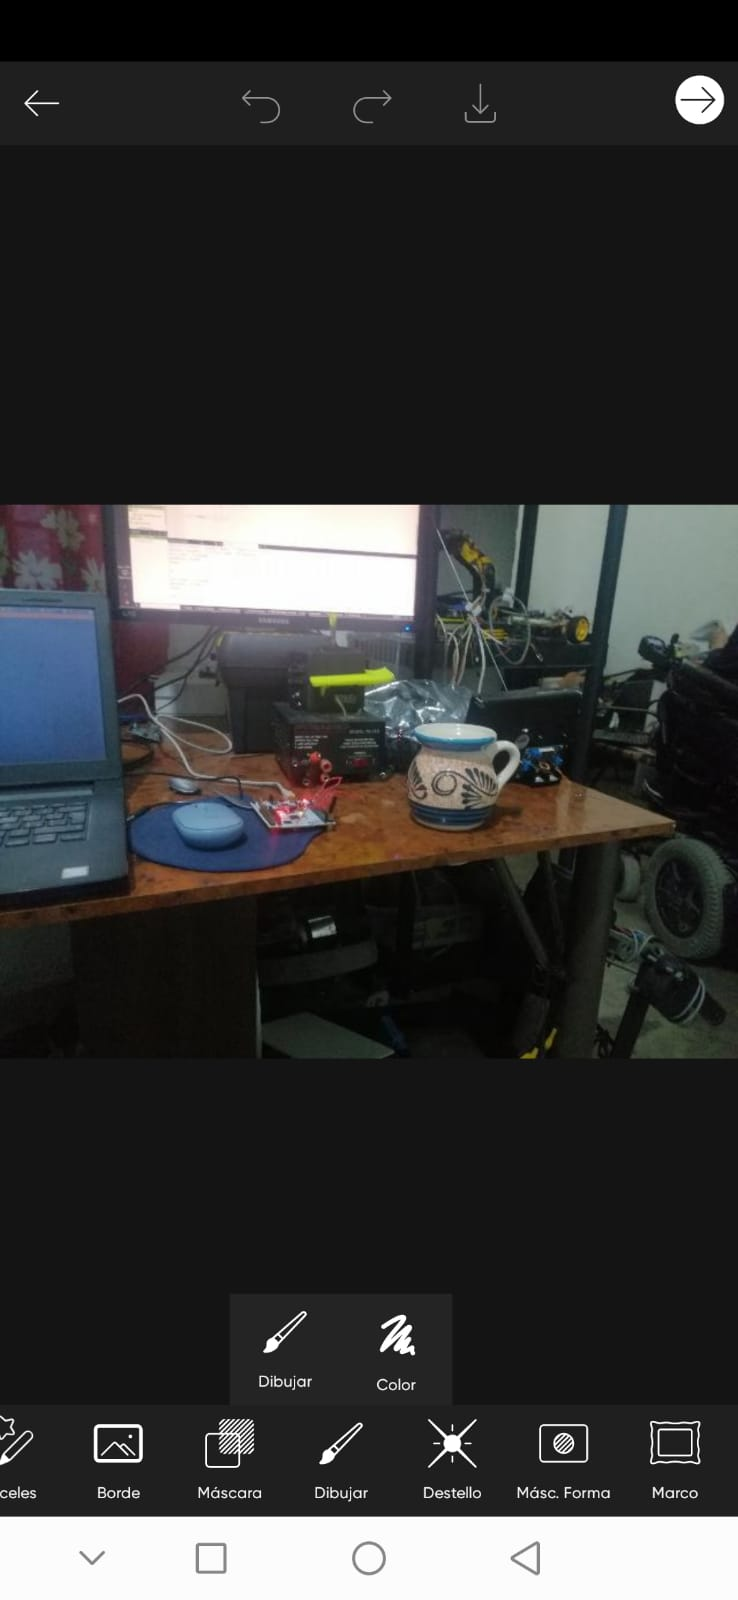 SAMSUNG
Dibujar
Color
celes
Borde
Máscara
Dibujar
Destello
Másc. Forma
Marco